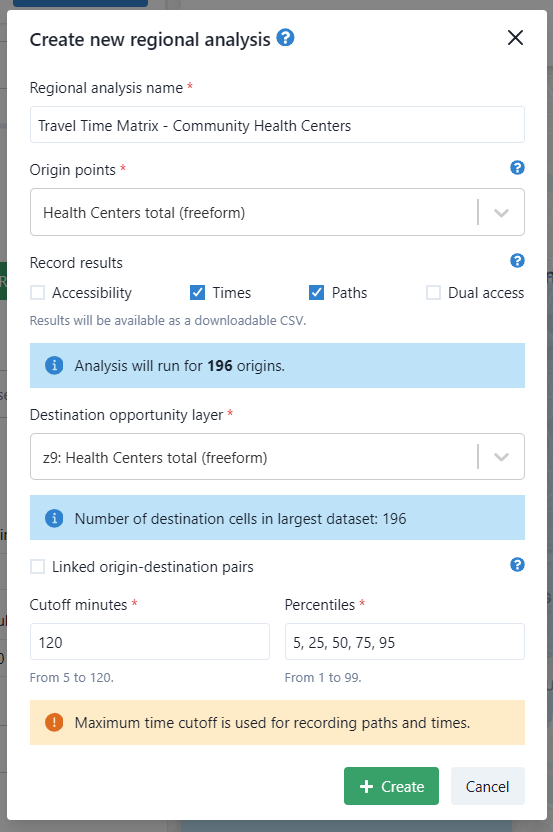 Create new regional analysis ?
Regional analysis name *
Travel Time Matrix - Community Health Centers
Origin points *
?
Health Centers total (freeform)
Record results
?
Accessibility
Times
Paths
Dual access
Results will be available as a downloadable CSV.
Analysis will run for 196 origins.
Destination opportunity layer *
z9: Health Centers total (freeform)
Number of destination cells in largest dataset: 196
Linked origin-destination pairs
?
Cutoff minutes *
Percentiles *
120
5, 25, 50, 75, 95
From 5 to 120.
From 1 to 99.
Maximum time cutoff is used for recording paths and times.
+ Create
Cancel